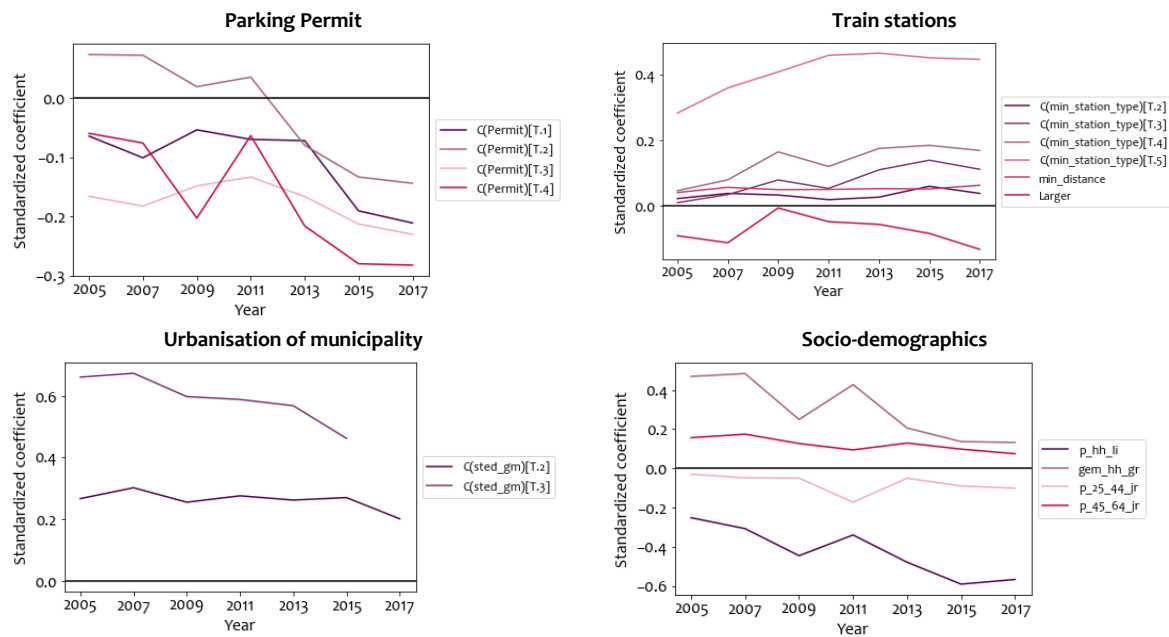 Parking Permit
Standardized coefficient
0.0
−0.1
−0.2
−0.3
2005 2007 2009 2011 2013 2015 2017
Year
C(Permit)[T.1]
C(Permit)[T.2]
C(Permit)[T.3]
C(Permit)[T.4]
Train stations
Standardized coefficient
0.4
0.2
0.0
2005 2007 2009 2011 2013 2015 2017
Year
C(min_station_type)[T.2]
C(min_station_type)[T.3]
C(min_station_type)[T.4]
C(min_station_type)[T.5]
min_distance
Larger
Urbanisation of municipality
Standardized coefficient
0.6
0.4
0.2
0.0
2005 2007 2009 2011 2013 2015 2017
Year
C(sted_gm)[T.2]
C(sted_gm)[T.3]
Socio-demographics
Standardized coefficient
0.4
0.2
0.0
−0.2
−0.4
−0.6
2005 2007 2009 2011 2013 2015 2017
Year
p_hh_li
gem_hh_gr
p_25_44_jr
p_45_64_jr